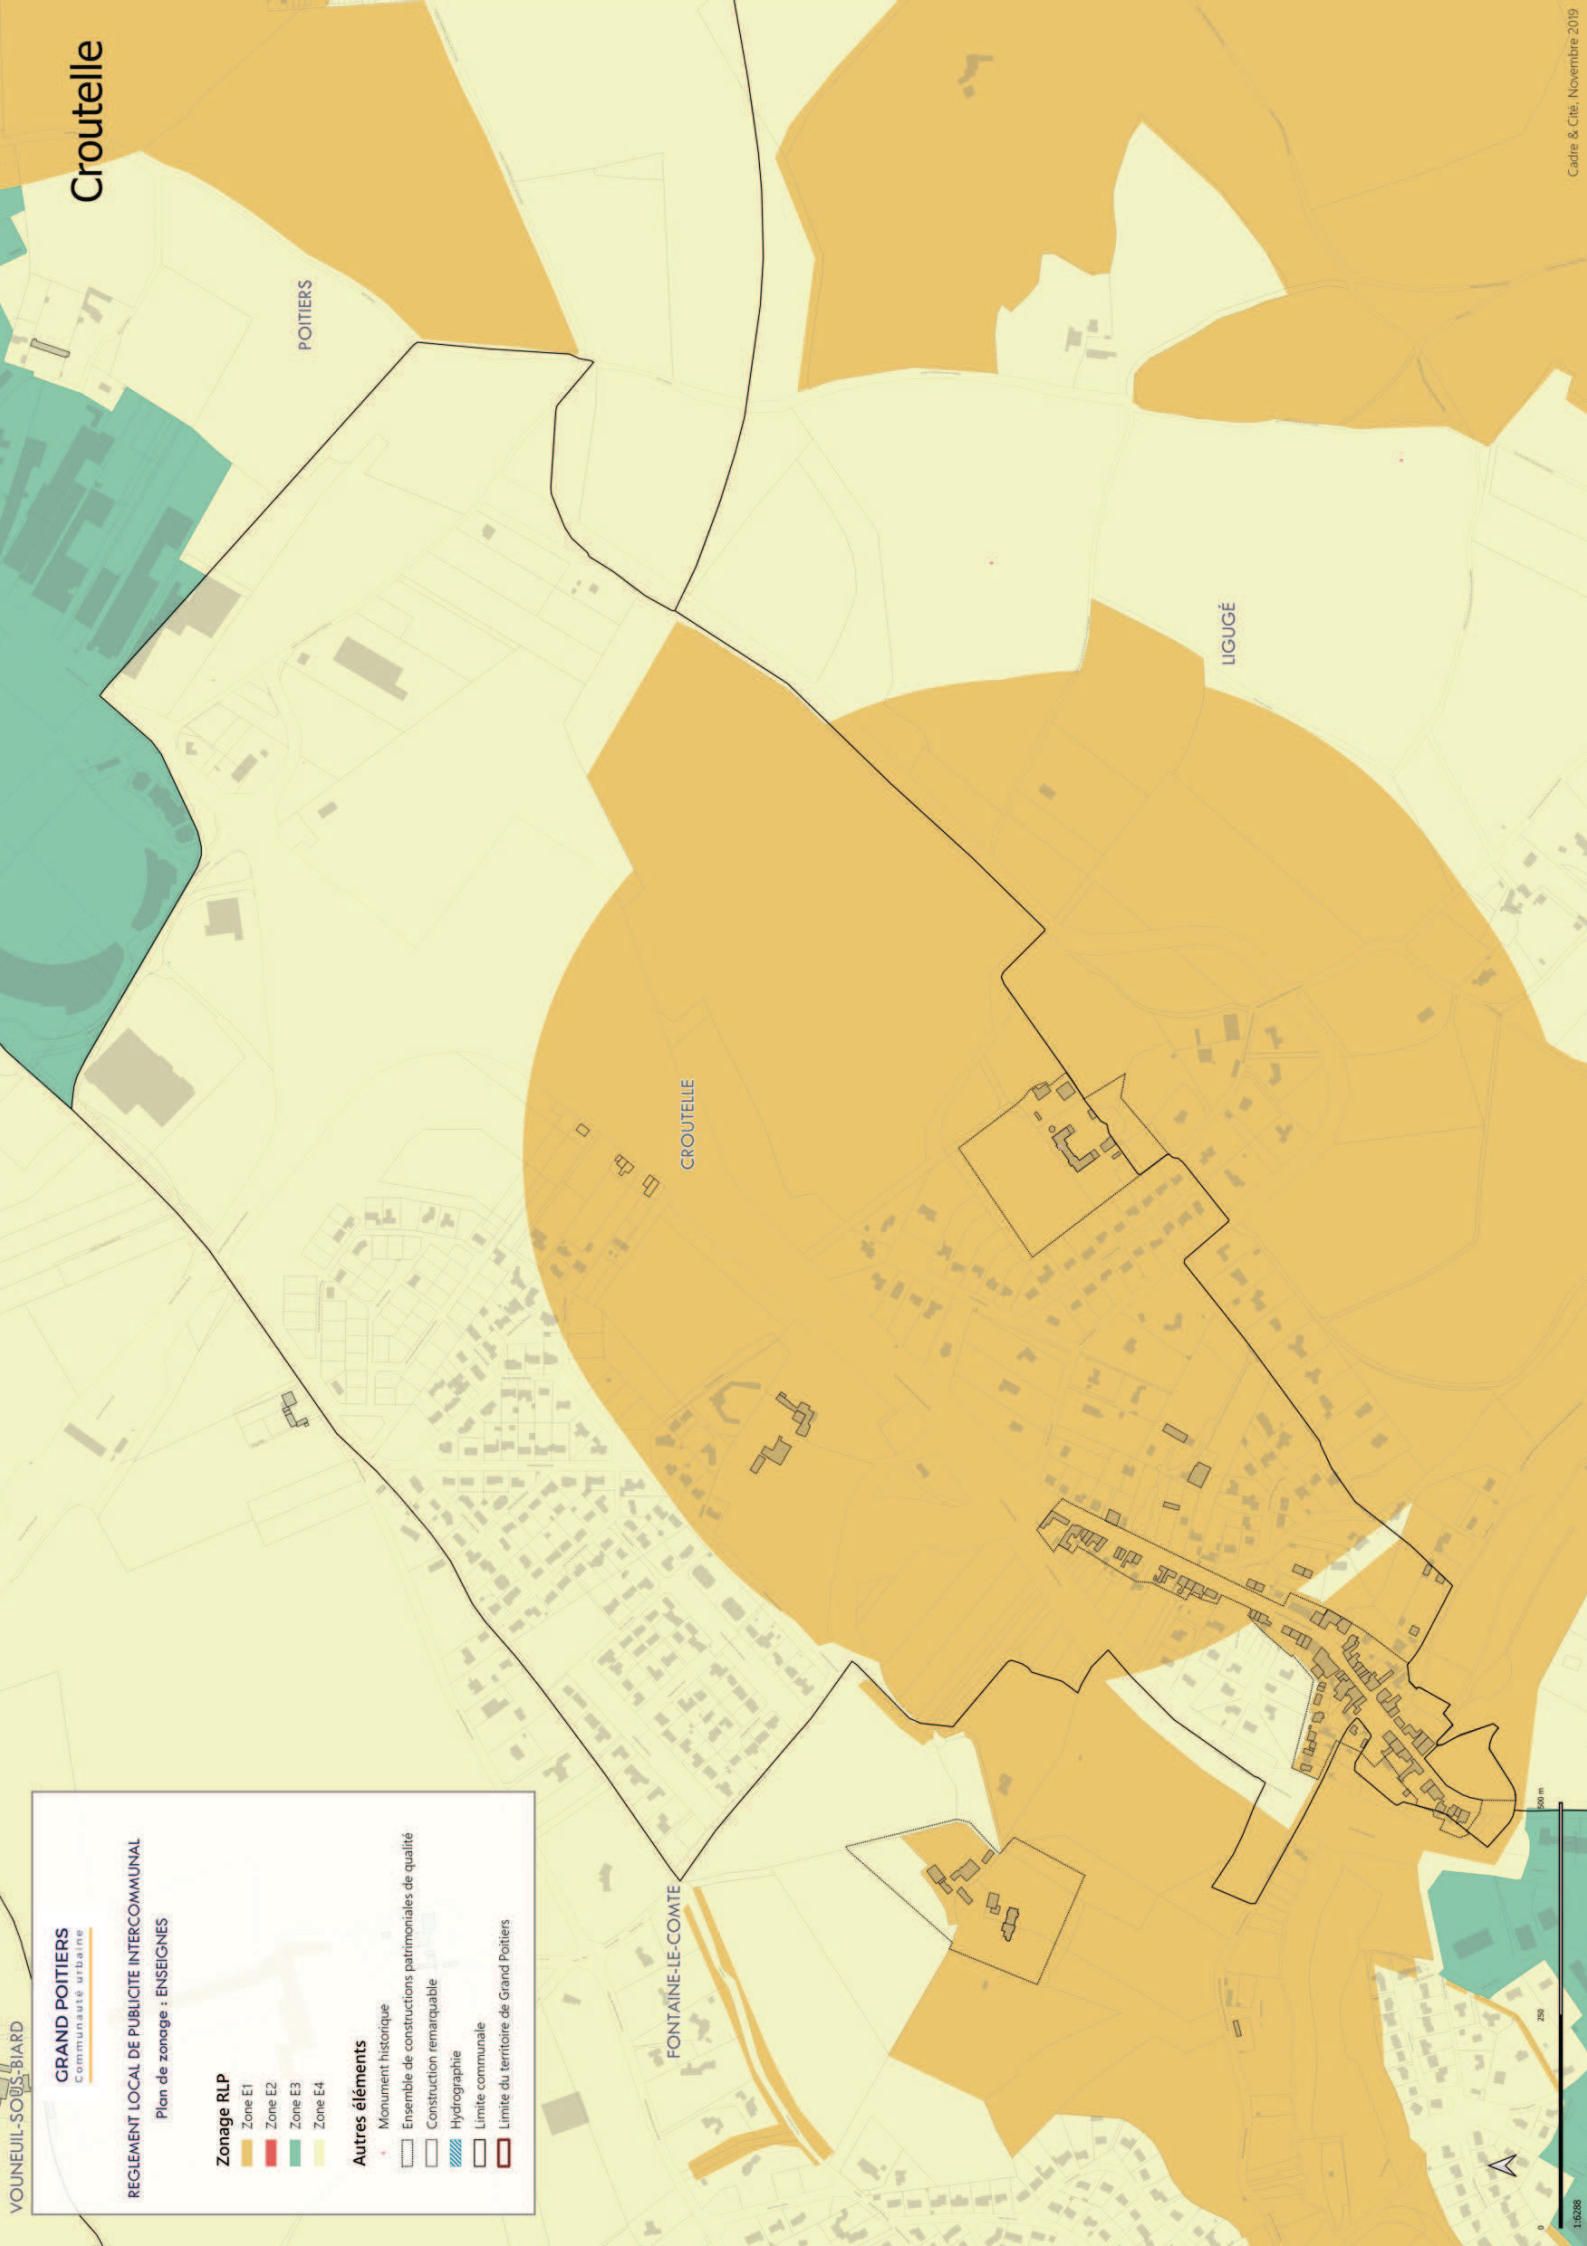 Croutelle
VOUNEUIL-SOUS-BIARD
GRAND POITIERS
Communauté urbaine
REGLEMENT LOCAL DE PUBLICITE INTERCOMMUNAL
Plan de zonage : ENSEIGNES
Zonage RLP
Zone E1
Zone E2
Zone E3
Zone E4
Autres éléments
Monument historique
Ensemble de constructions patrimoniales de qualité
Construction remarquable
Hydrographie
Limite communale
Limite du territoire de Grand Poitiers
POITIERS
CROUTELLE
FONTAINE-LE-COMTE
LIGUGÉ
0
250
500 m
1:6288
Cadre & Cité, Novembre 2019